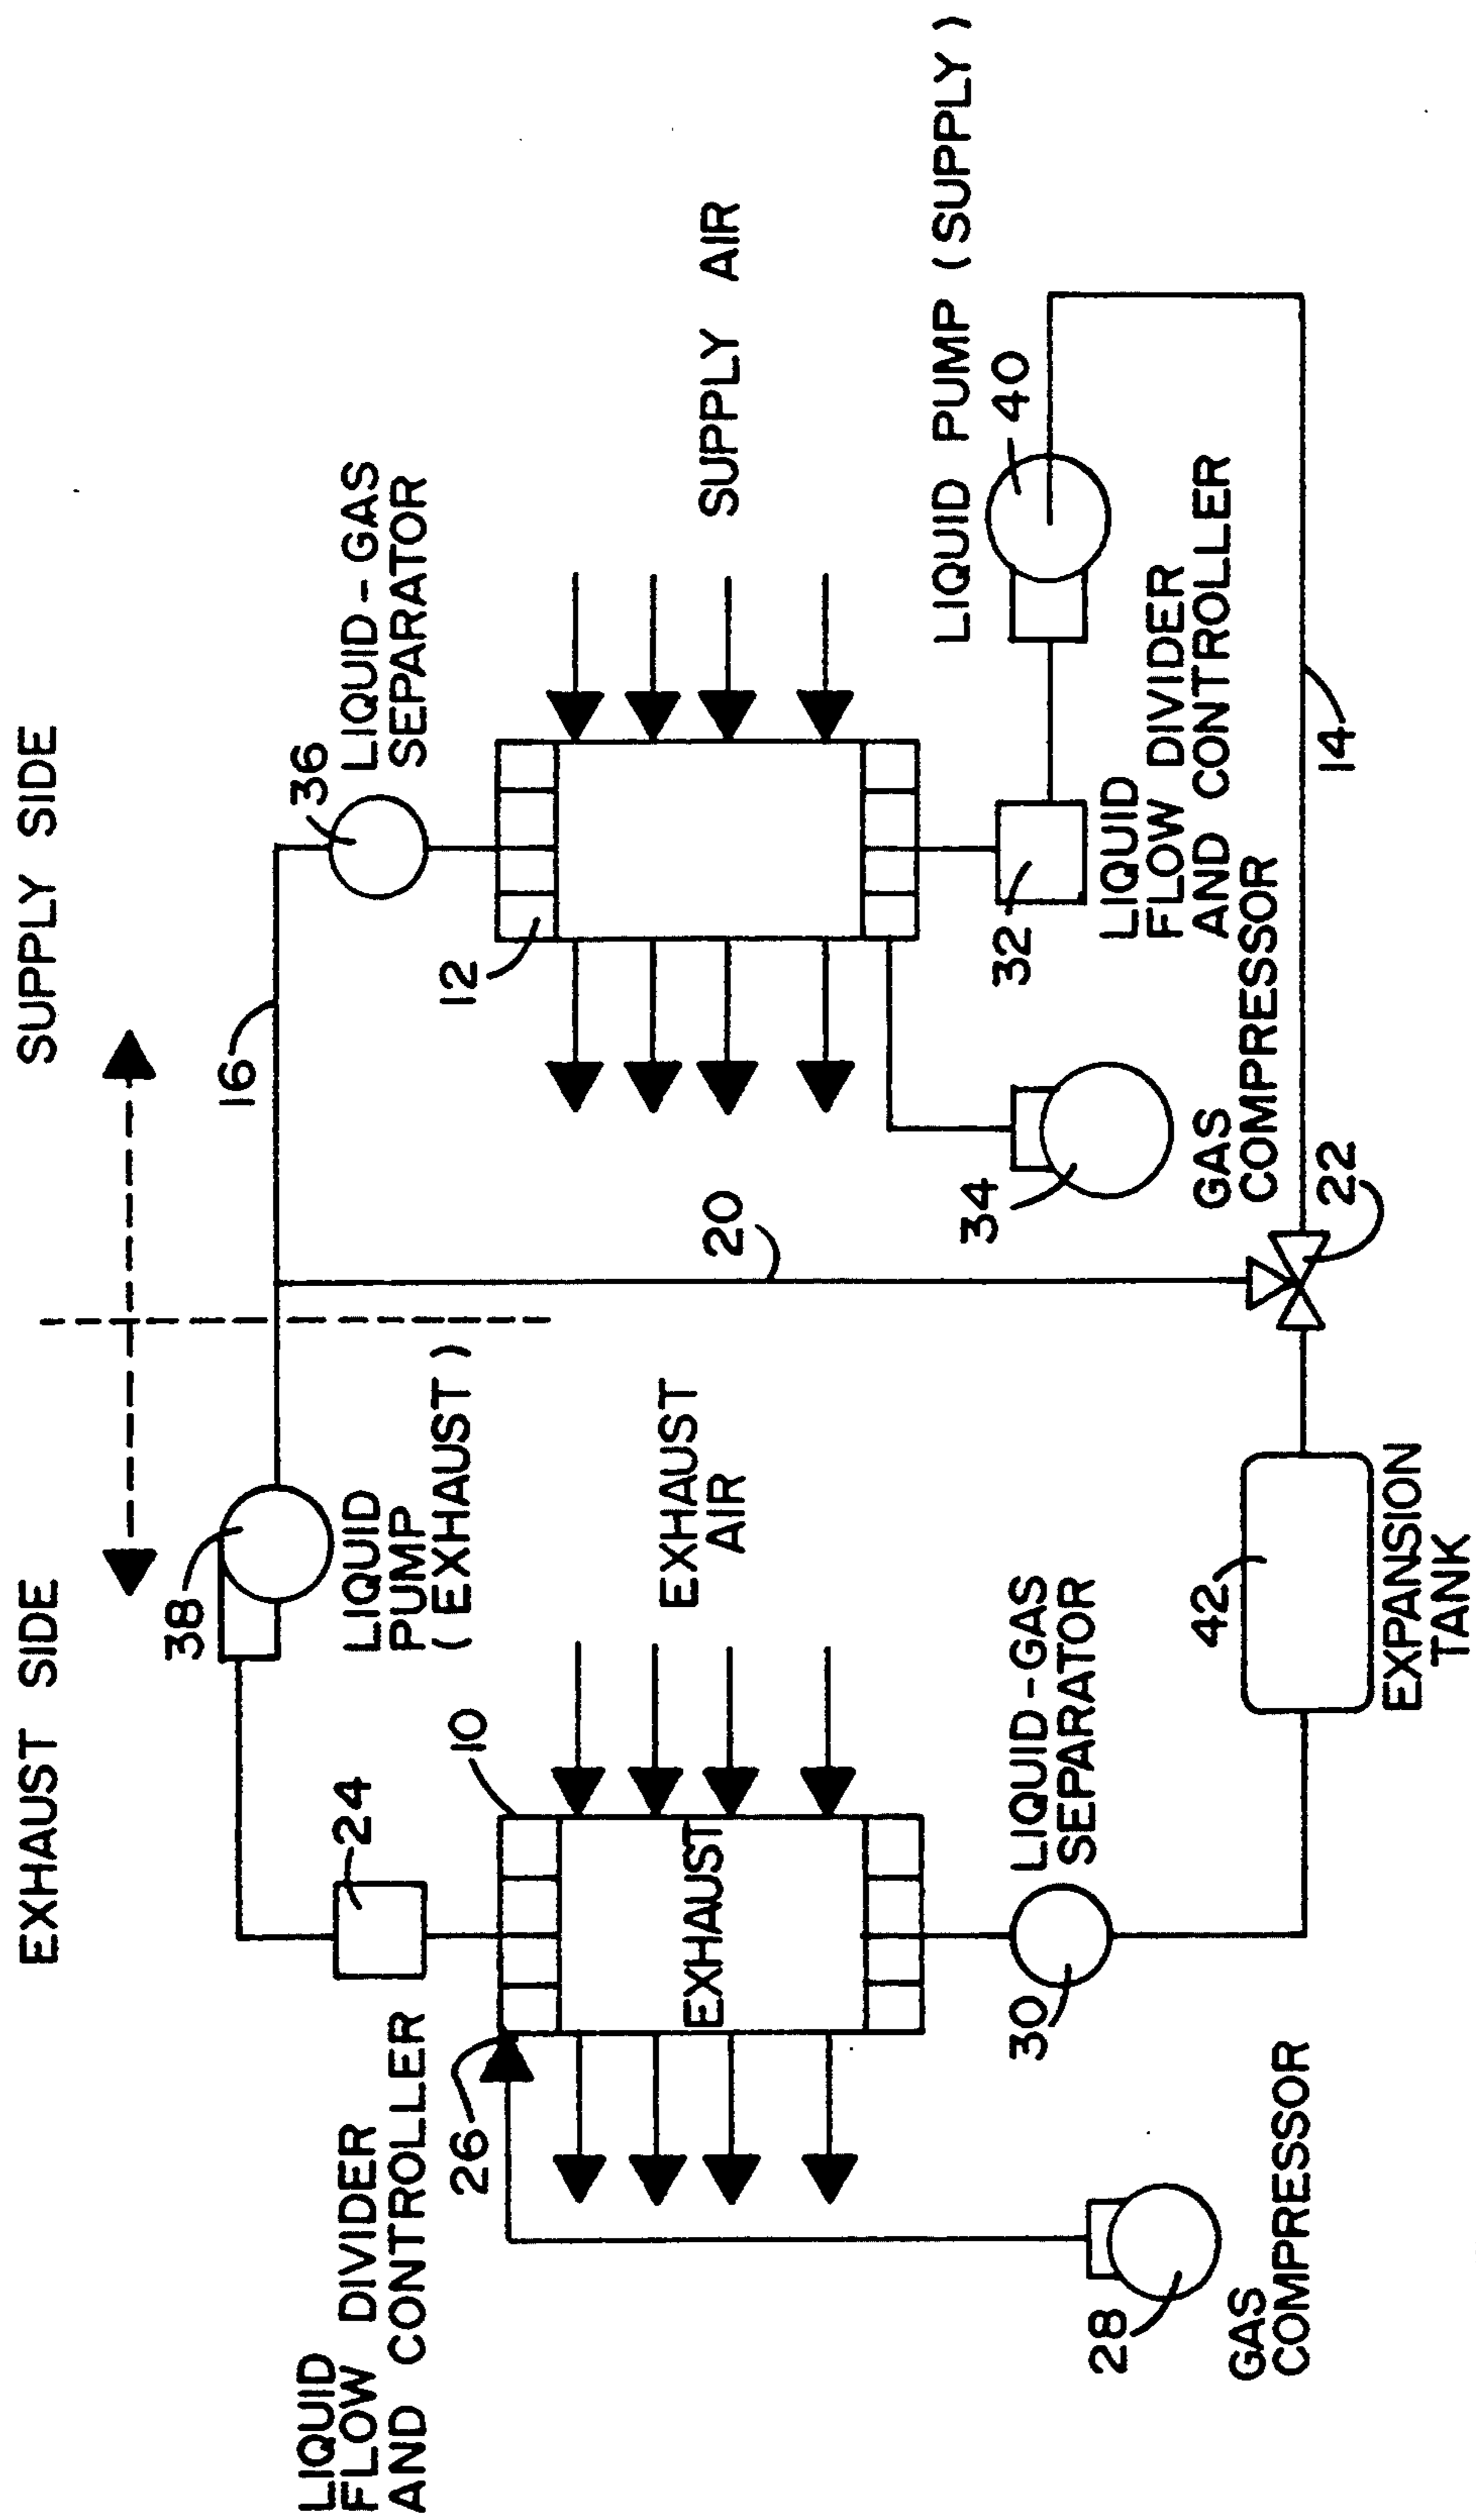 EXHAUST SIDE
SUPPLY SIDE
38
16
36
LIQUID
FLOW DIVIDER
AND CONTROLLER
24
LIQUID
PUMP
(EXHAUST)
LIQUID-GAS
SEPARATOR
26
10
12
EXHAUST
EXHAUST
AIR
20
SUPPLY AIR
LIQUID PUMP (SUPPLY)
30
LIQUID-GAS
SEPARATOR
34
32
40
28
GAS
COMPRESSOR
42
EXPANSION
TANK
GAS
COMPRESSOR
LIQUID
FLOW DIVIDER
AND CONTROLLER
22
14